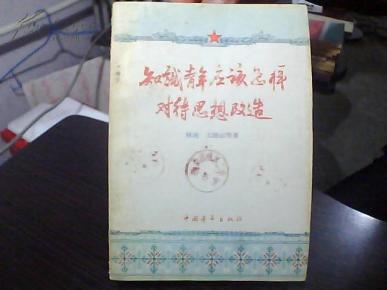 知識青年应該怎样
对待思想改造
中國青年出版社